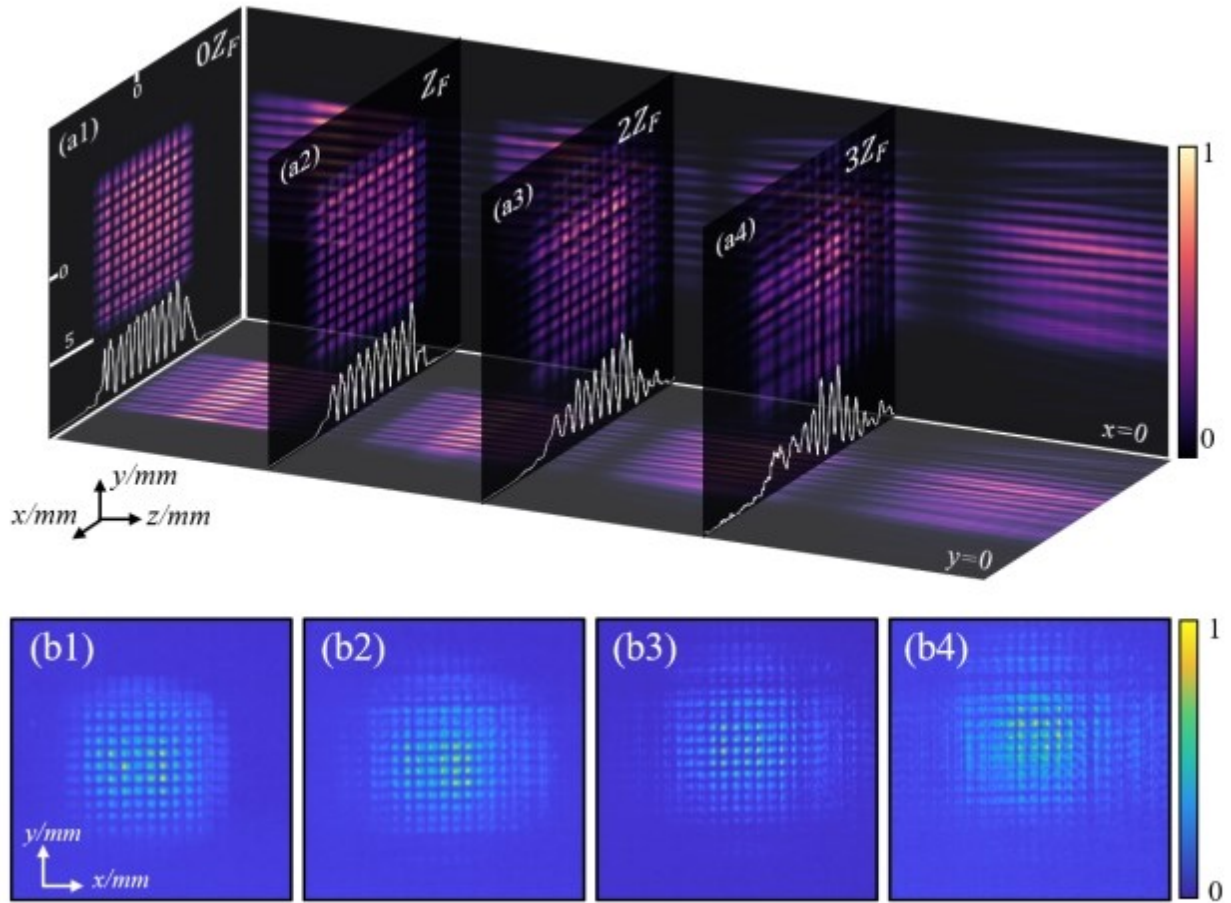 0Z_F
0
(a1)
0
5
Z_F
(a2)
2Z_F
(a3)
3Z_F
(a4)
1
0
x=0
y=0
y/mm
x/mm
z/mm
(b1)
(b2)
(b3)
(b4)
1
0
y/mm
x/mm